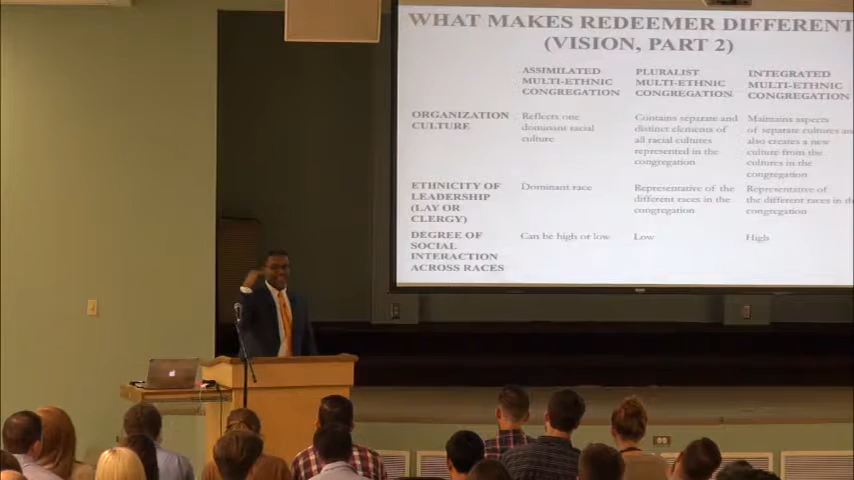 WHAT MAKES REDEEMER DIFFERENT
(VISION, PART 2)
ASSIMILATED MULTI-ETHNIC CONGREGATION
PLURALIST MULTI-ETHNIC CONGREGATION
INTEGRATED MULTI-ETHNIC CONGREGATION
ORGANIZATION CULTURE
Reflects one dominant racial culture
Contains separate and distinct elements of all racial cultures represented in the congregation
Maintains aspects of separate cultures and also creates a new culture from the cultures in the congregation
ETHNICITY OF LEADERSHIP (LAY OR CLERGY)
Dominant race
Representative of the different races in the congregation
Representative of the different races in the congregation
DEGREE OF SOCIAL INTERACTION ACROSS RACES
Can be high or low
Low
High